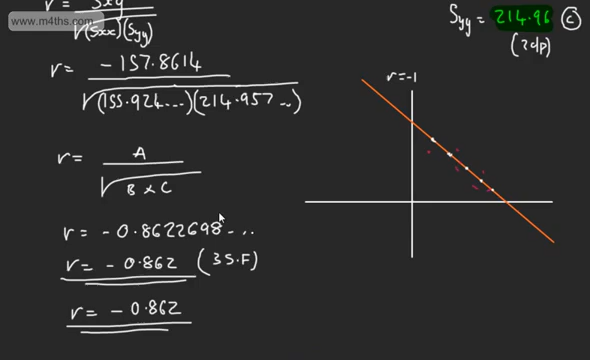 r = Sxy
www.m4ths.com
√(Sxx)(Syy)
r = -157.8614
√(155.924...)(214.957..)
r = A
√B × C
r = -0.8622698...
r = -0.862 (3S.F)
r = -0.862
Syy = 214.96 C
(2dp)
r=-1